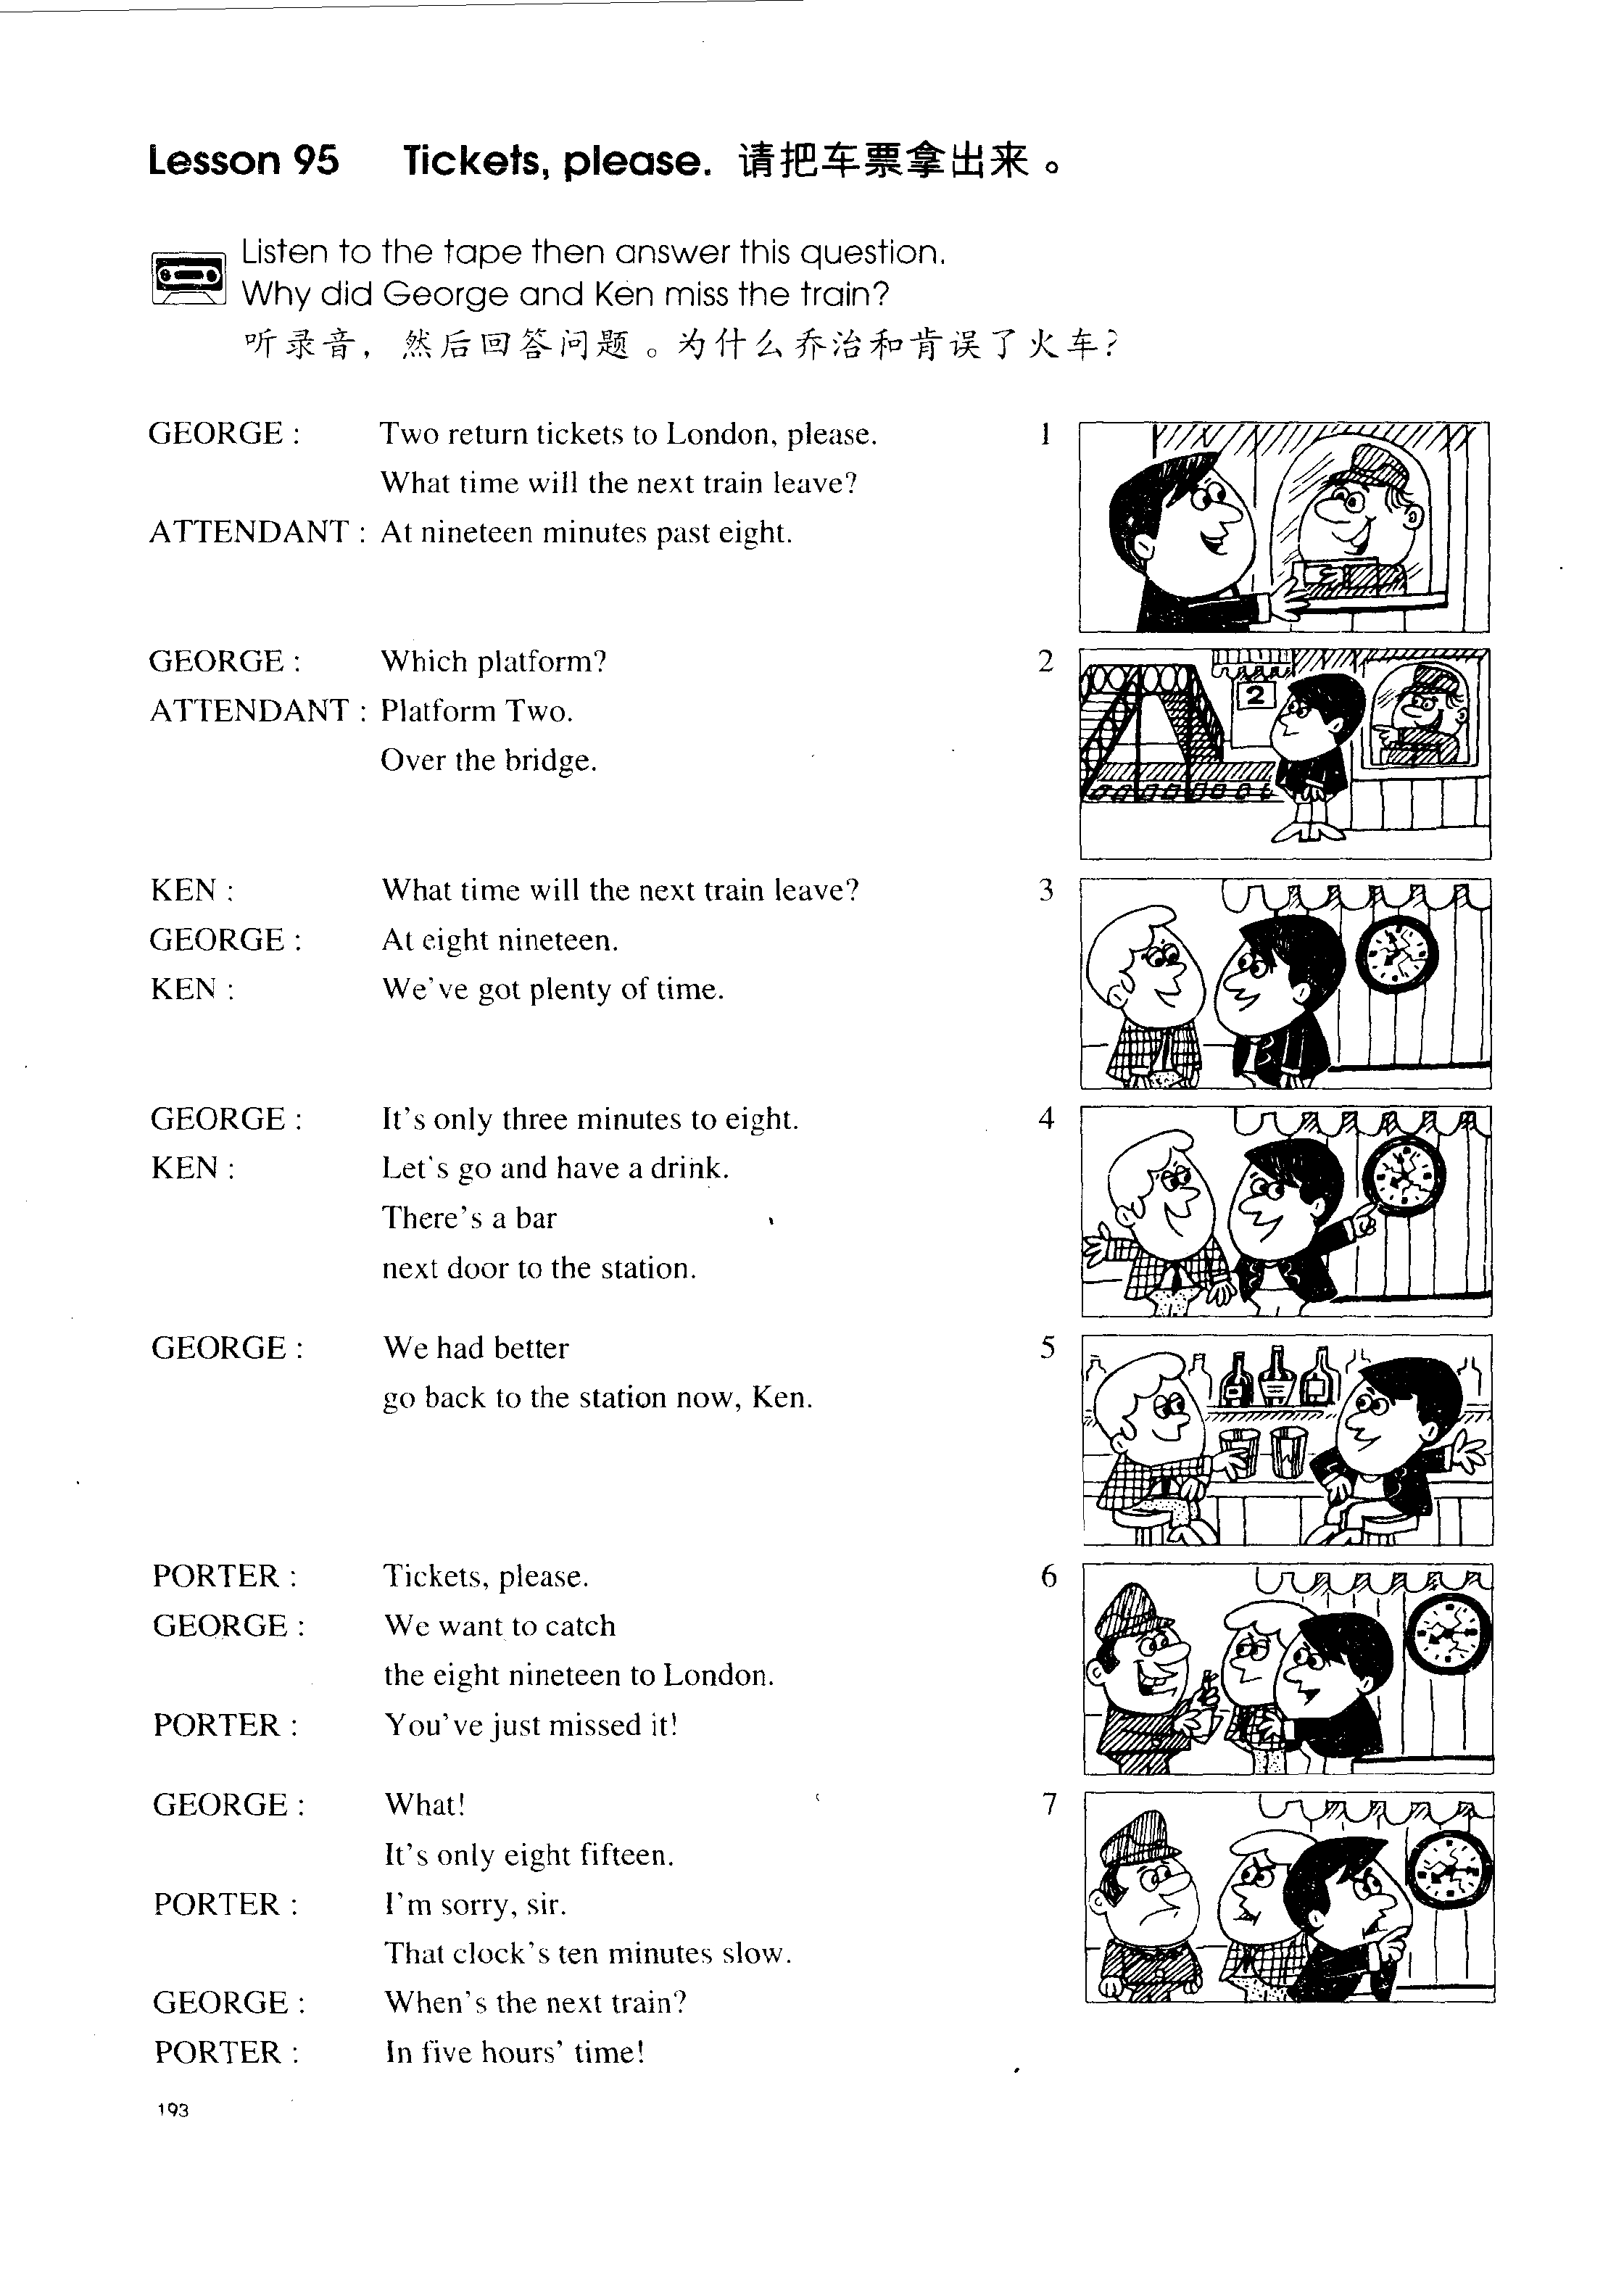 Lesson 95 Tickets, please. 请把车票拿出来。
Listen to the tape then answer this question.
Why did George and Ken miss the train?
听录音，然后回答问题。为什么乔治和肯误了火车?
GEORGE : Two return tickets to London, please. 1
What time will the next train leave?
ATTENDANT : At nineteen minutes past eight.
GEORGE : Which platform? 2
2
ATTENDANT : Platform Two.
Over the bridge.
KEN : What time will the next train leave? 3
GEORGE : At eight nineteen.
KEN : We've got plenty of time.
GEORGE : It's only three minutes to eight. 4
KEN : Let's go and have a drink.
There's a bar
next door to the station.
GEORGE : We had better 5
go back to the station now, Ken.
PORTER : Tickets, please. 6
GEORGE : We want to catch
the eight nineteen to London.
PORTER : You've just missed it!
GEORGE : What! 7
It's only eight fifteen.
PORTER : I'm sorry, sir.
That clock's ten minutes slow.
GEORGE : When's the next train?
PORTER : In five hours' time!
193